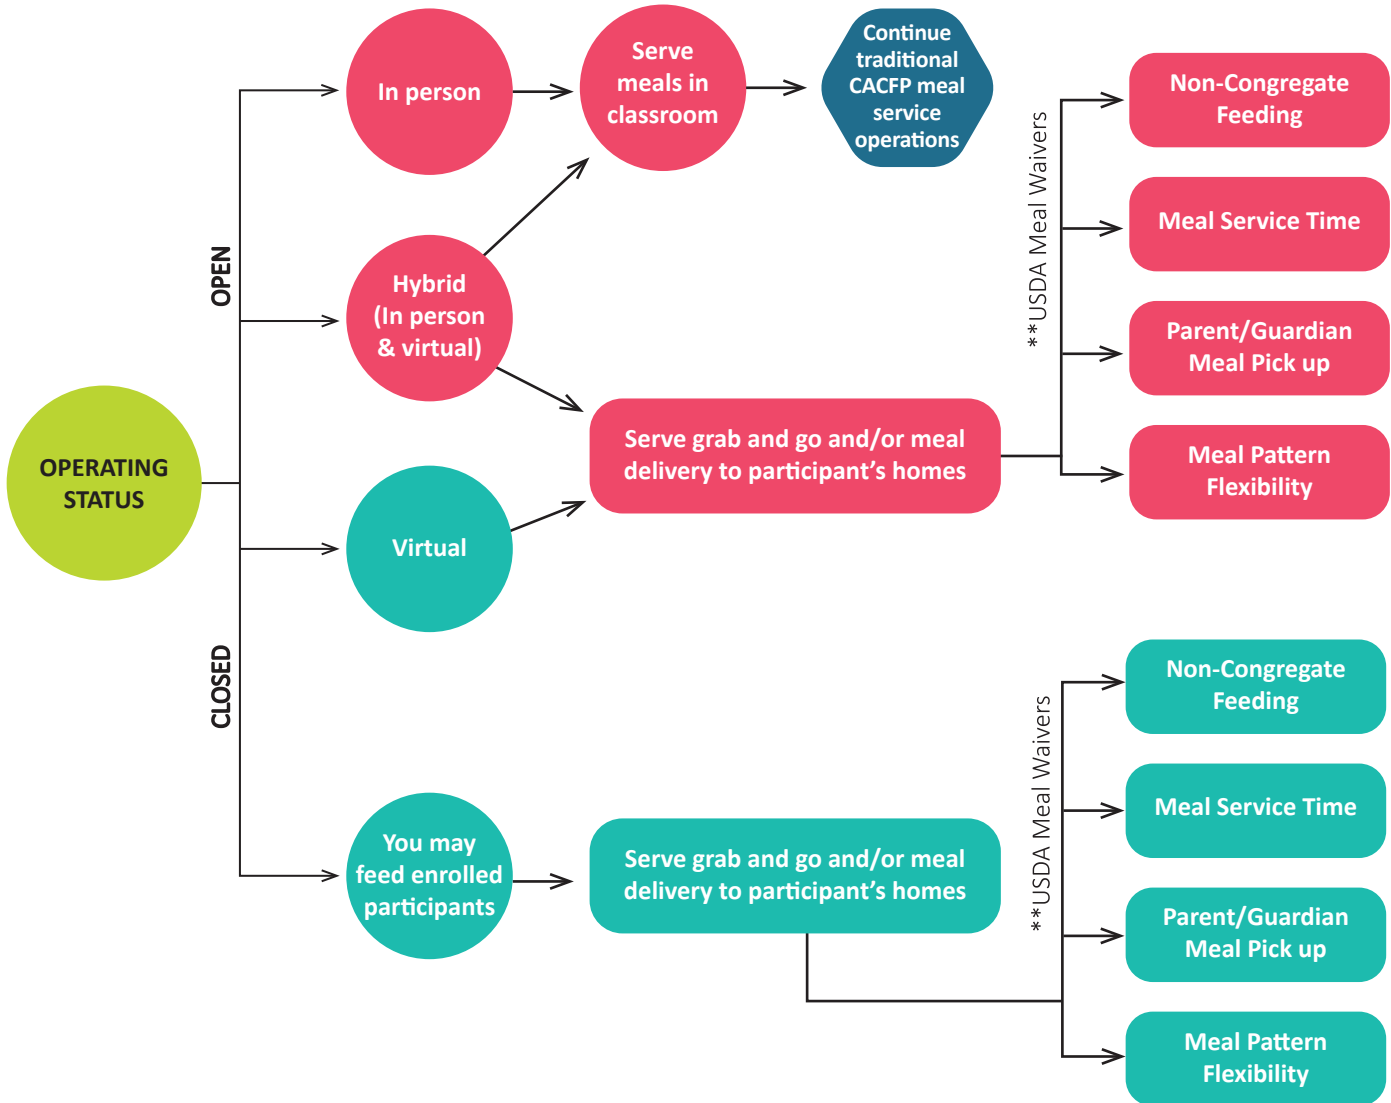 OPERATING
STATUS
OPEN
CLOSED
In person
Serve
meals in
classroom
Continue
traditional
CACFP meal
service
operations
Hybrid
(In person
& virtual)
Virtual
Serve grab and go and/or meal
delivery to participant’s homes
**USDA Meal Waivers
Non-Congregate
Feeding
Meal Service Time
Parent/Guardian
Meal Pick up
Meal Pattern
Flexibility
You may
feed enrolled
participants
Serve grab and go and/or meal
delivery to participant’s homes
**USDA Meal Waivers
Non-Congregate
Feeding
Meal Service Time
Parent/Guardian
Meal Pick up
Meal Pattern
Flexibility